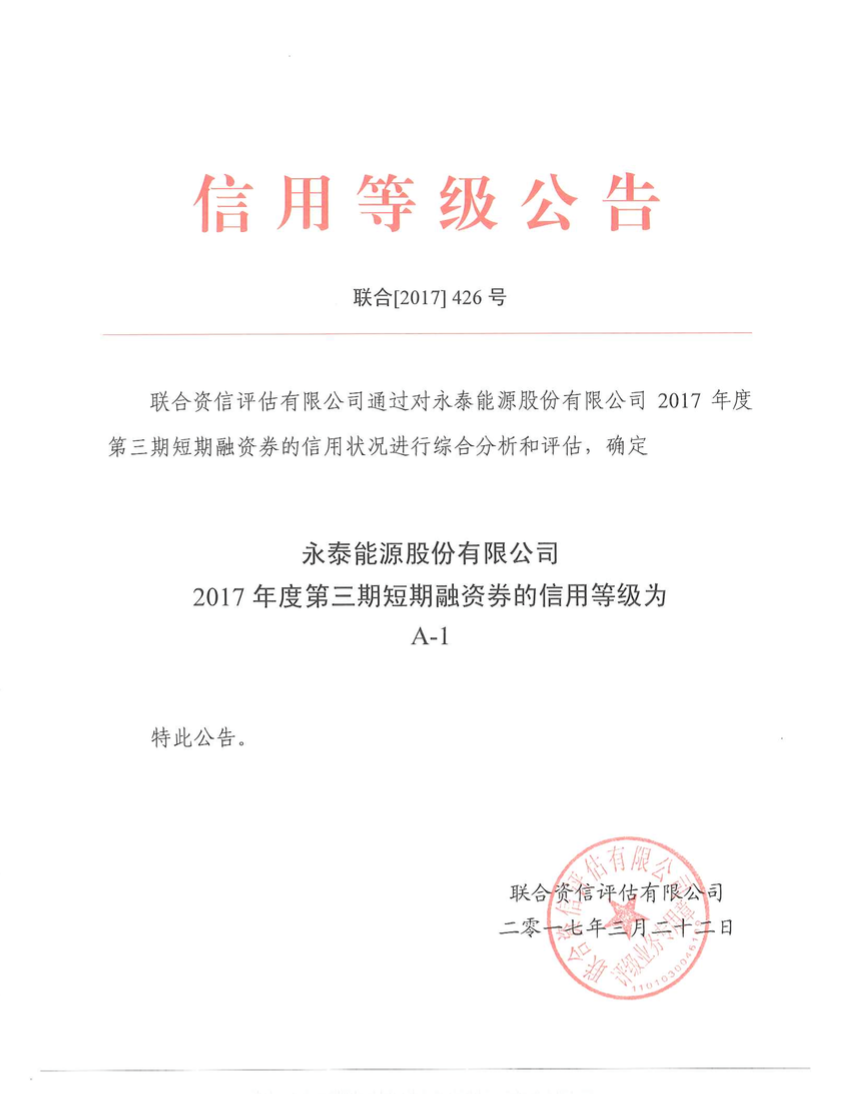 信用等级公告
联合[2017] 426 号
联合资信评估有限公司通过对永泰能源股份有限公司 2017 年度
第三期短期融资券的信用状况进行综合分析和评估，确定
永泰能源股份有限公司
2017 年度第三期短期融资券的信用等级为
A-1
特此公告。
联合资信评估有限公司
二零一七年三月二十二日
联合资信评估有限公司
评级业务专用章